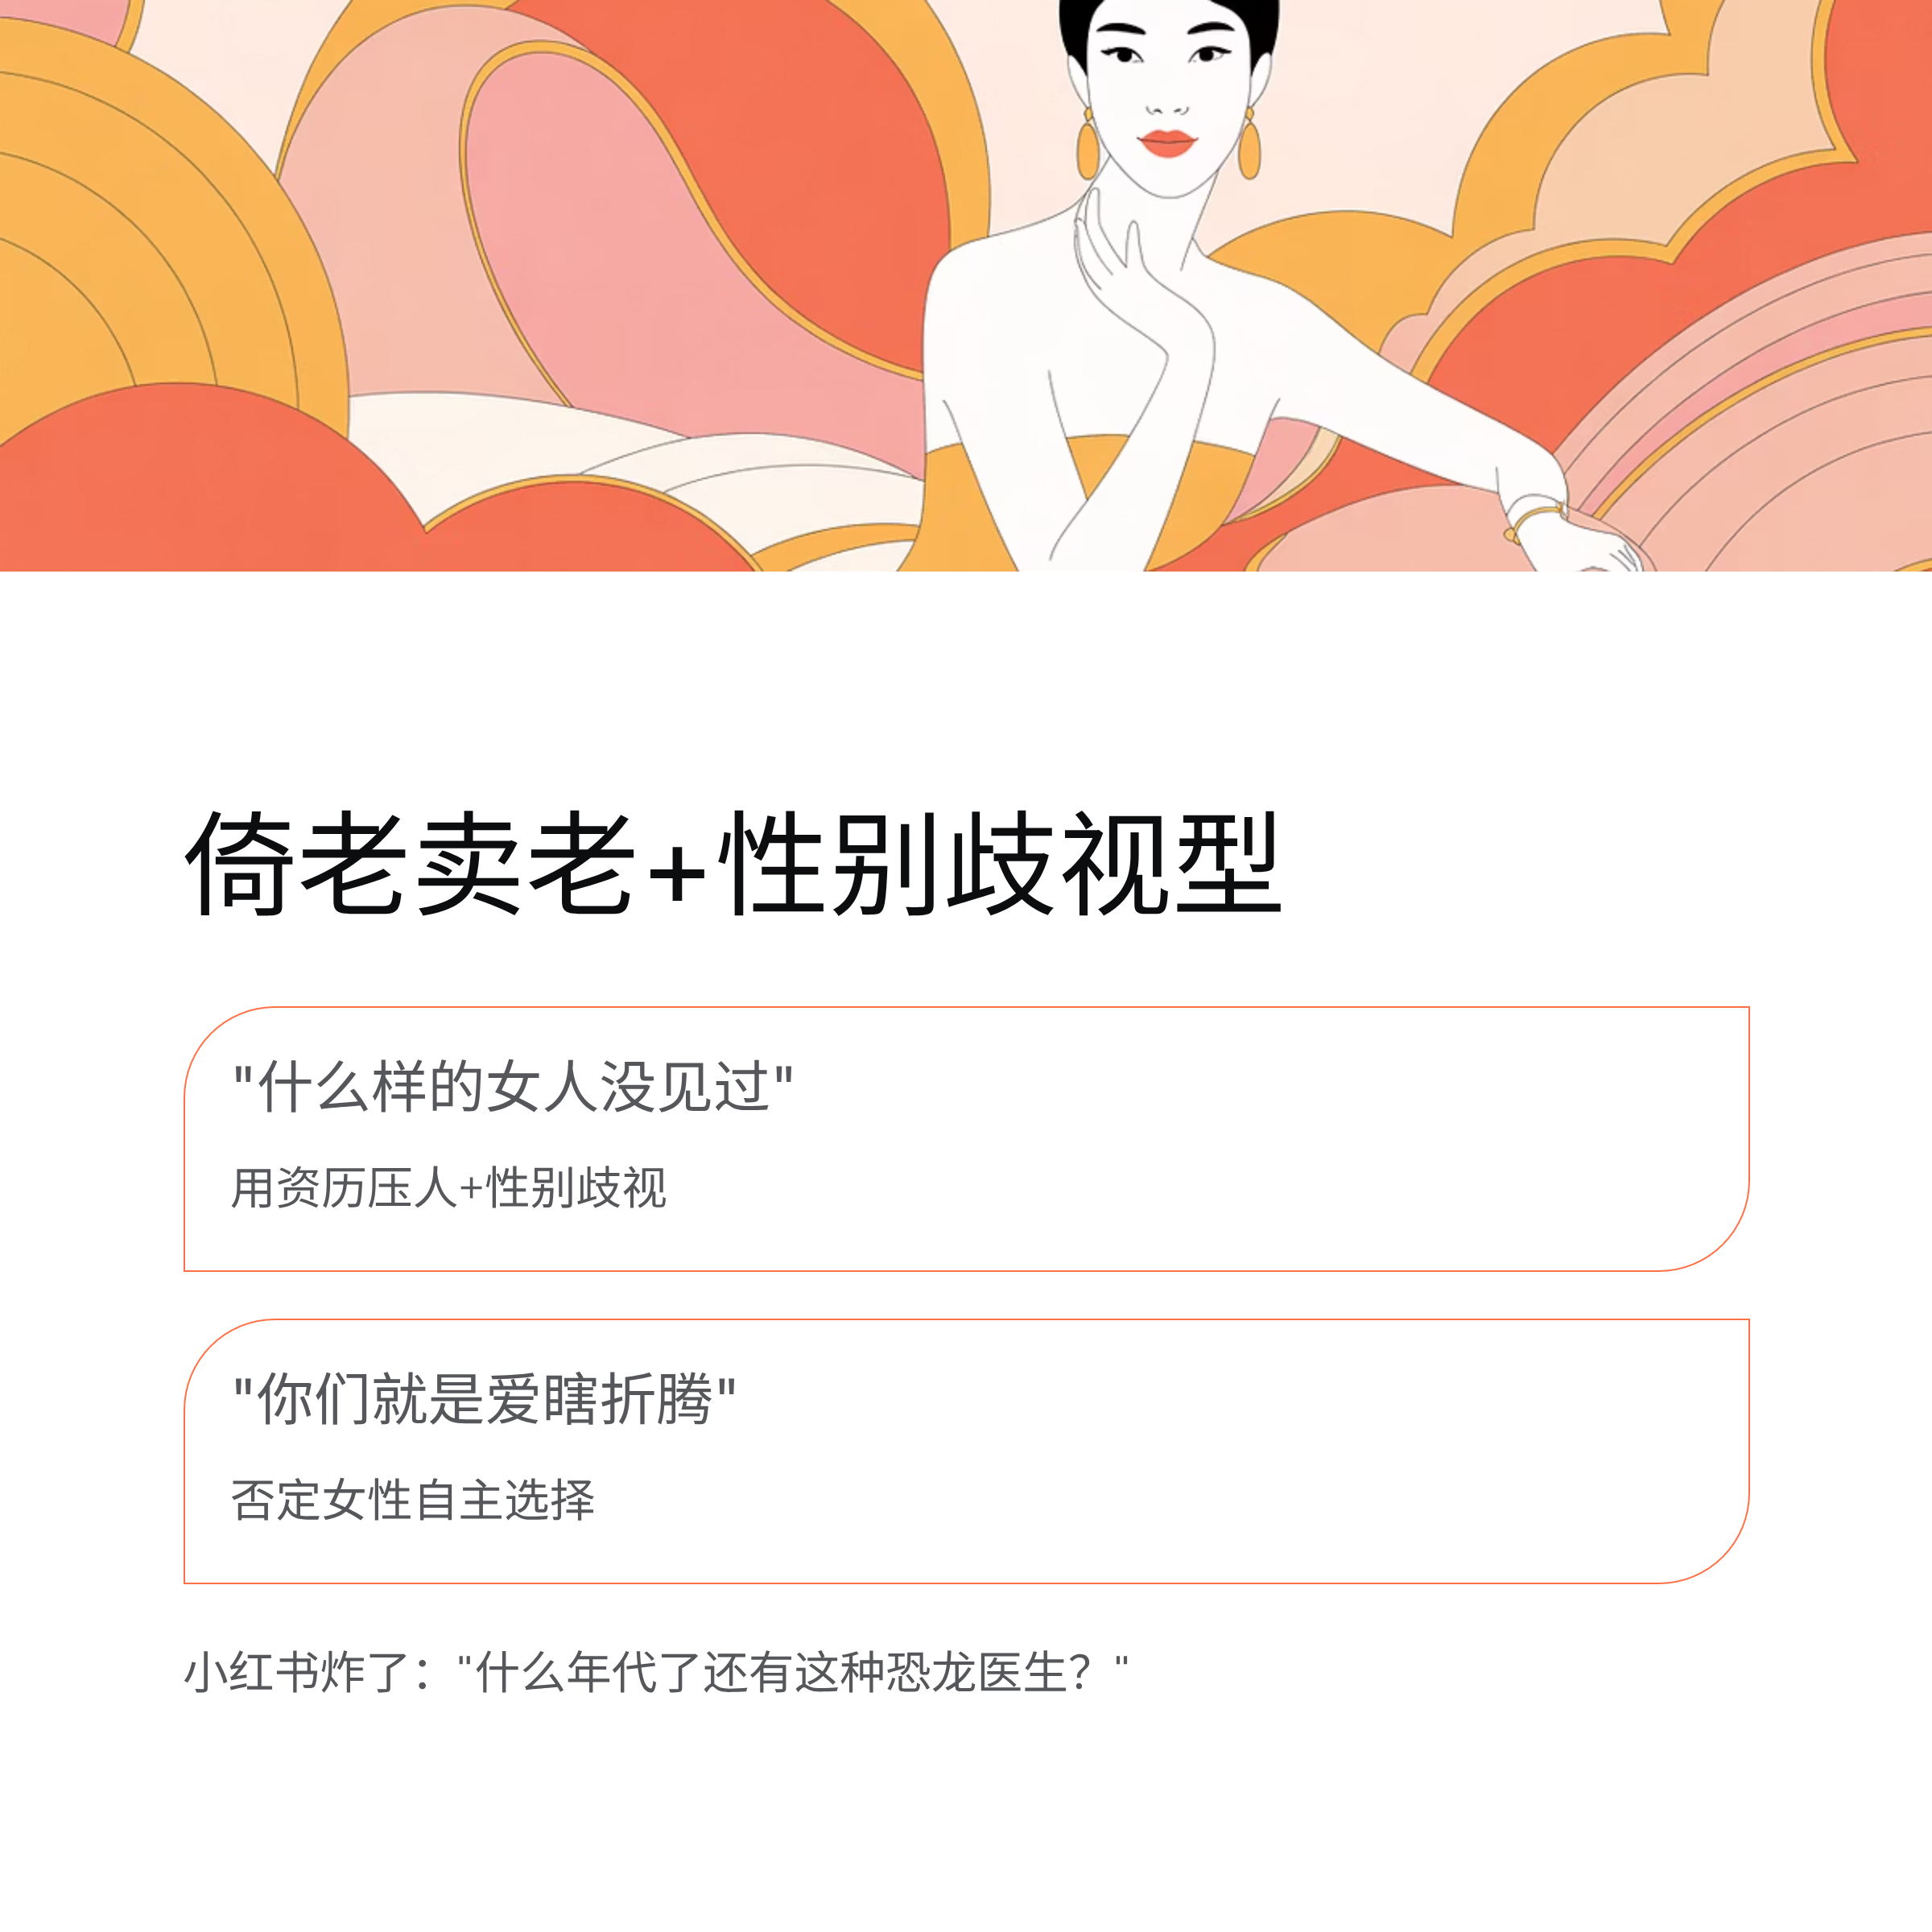 倚老卖老+性别歧视型
"什么样的女人没见过"
用资历压人+性别歧视
"你们就是爱瞎折腾"
否定女性自主选择
小红书炸了："什么年代了还有这种恐龙医生？"